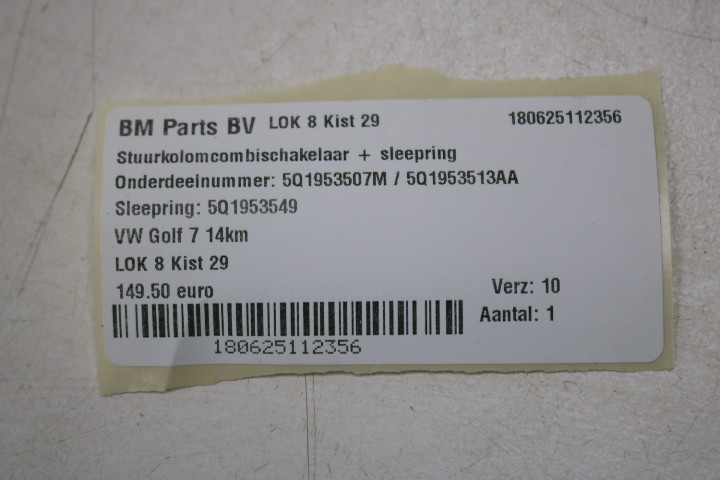 BM Parts BV LOK 8 Kist 29 180625112356
Stuurkolomcombischakelaar + sleepring
Onderdeelnummer: 5Q1953507M / 5Q1953513AA
Sleepring: 5Q1953549
VW Golf 7 14km
LOK 8 Kist 29
149.50 euro Verz: 10
Aantal: 1
180625112356